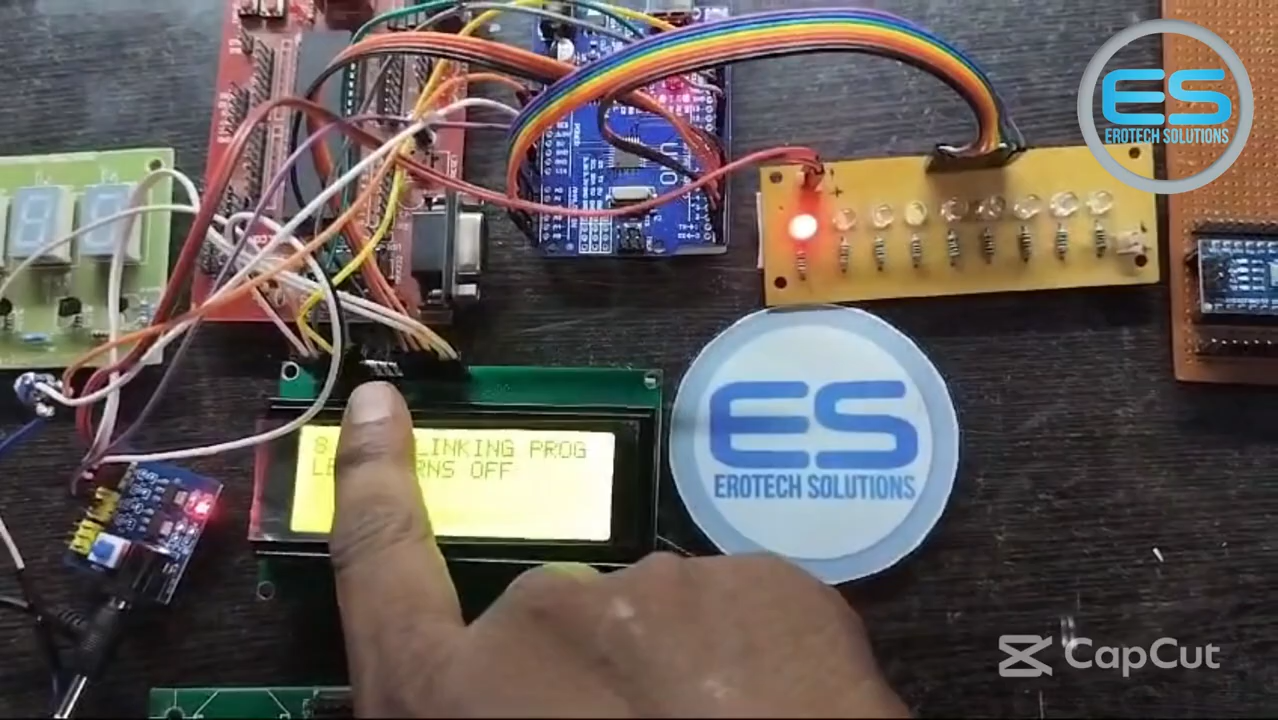 ES
EROTECH SOLUTIONS
8 LINKING PROG
LE RNS OFF
ES
EROTECH SOLUTIONS
CapCut